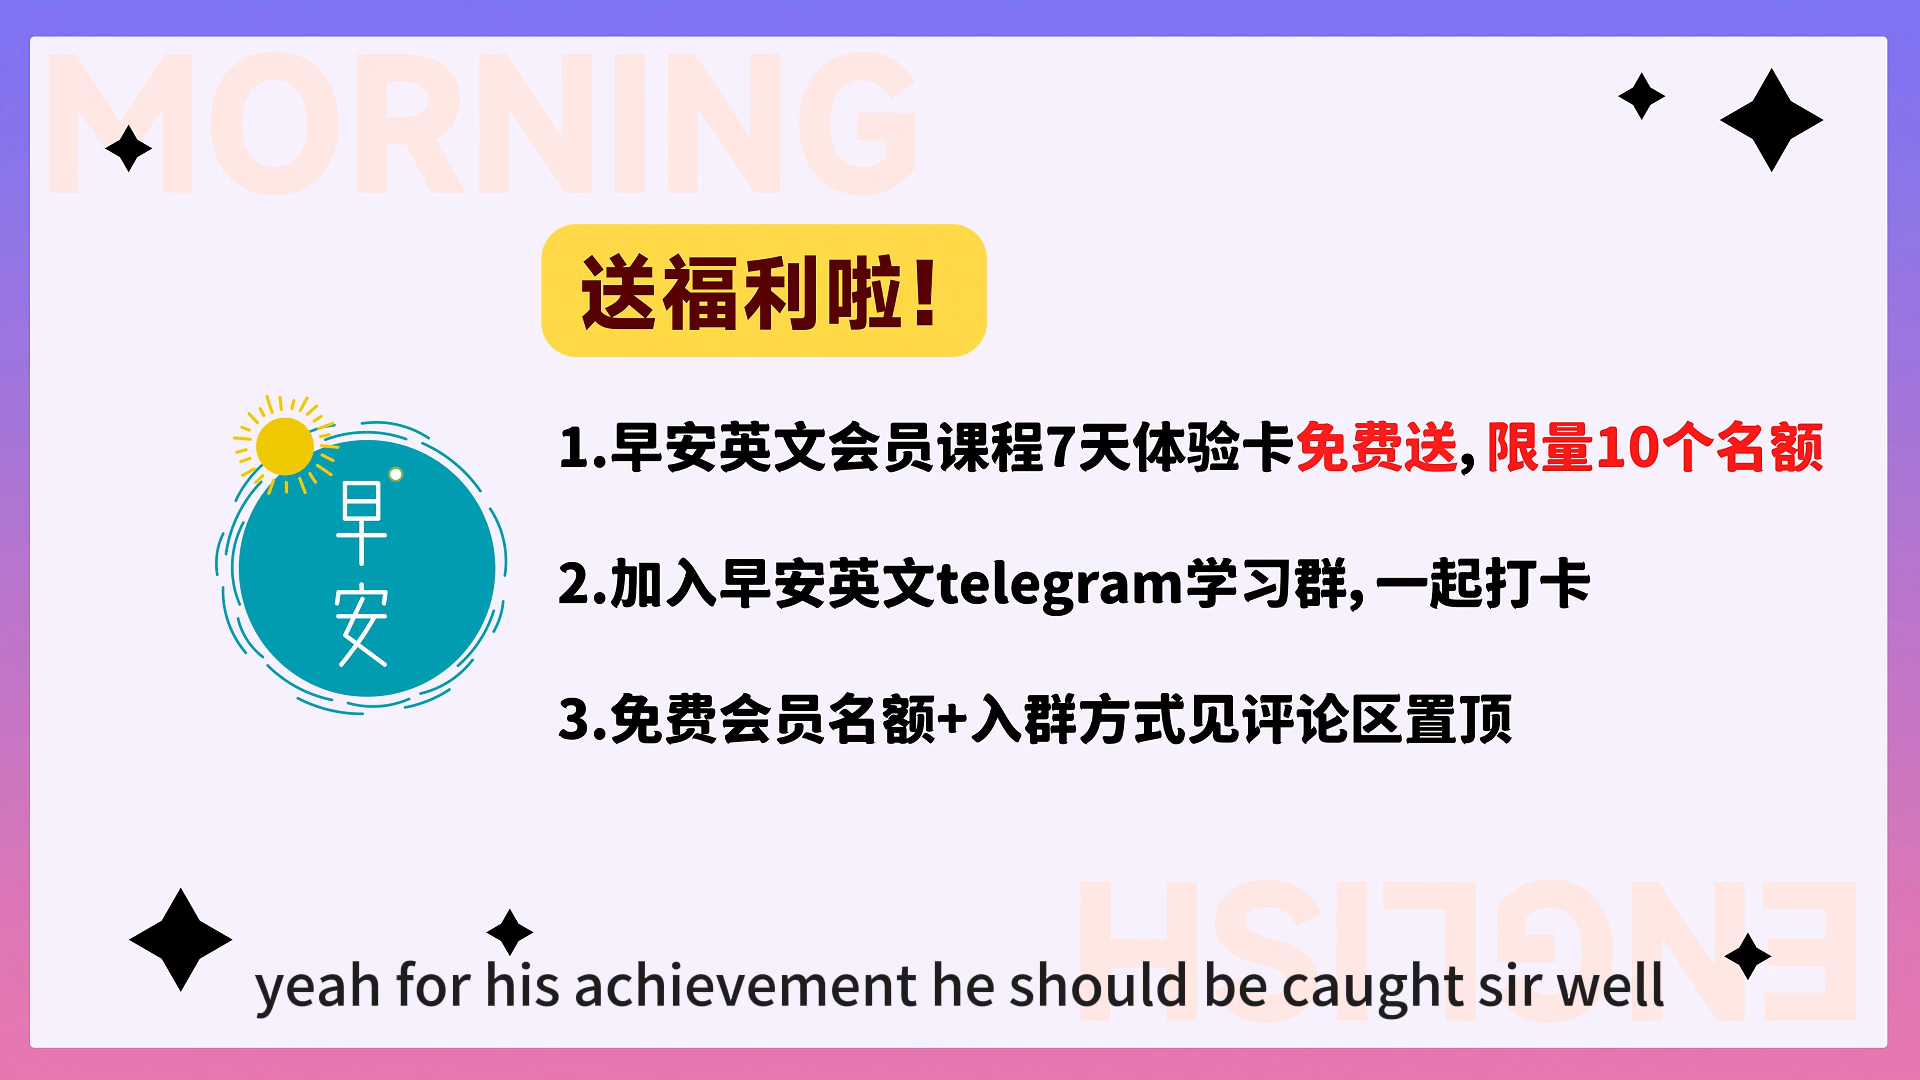 MORNING
送福利啦!
早安
1.早安英文会员课程7天体验卡免费送,限量10个名额
2.加入早安英文telegram学习群,一起打卡
3.免费会员名额+入群方式见评论区置顶
ENGLISH
yeah for his achievement he should be caught sir well